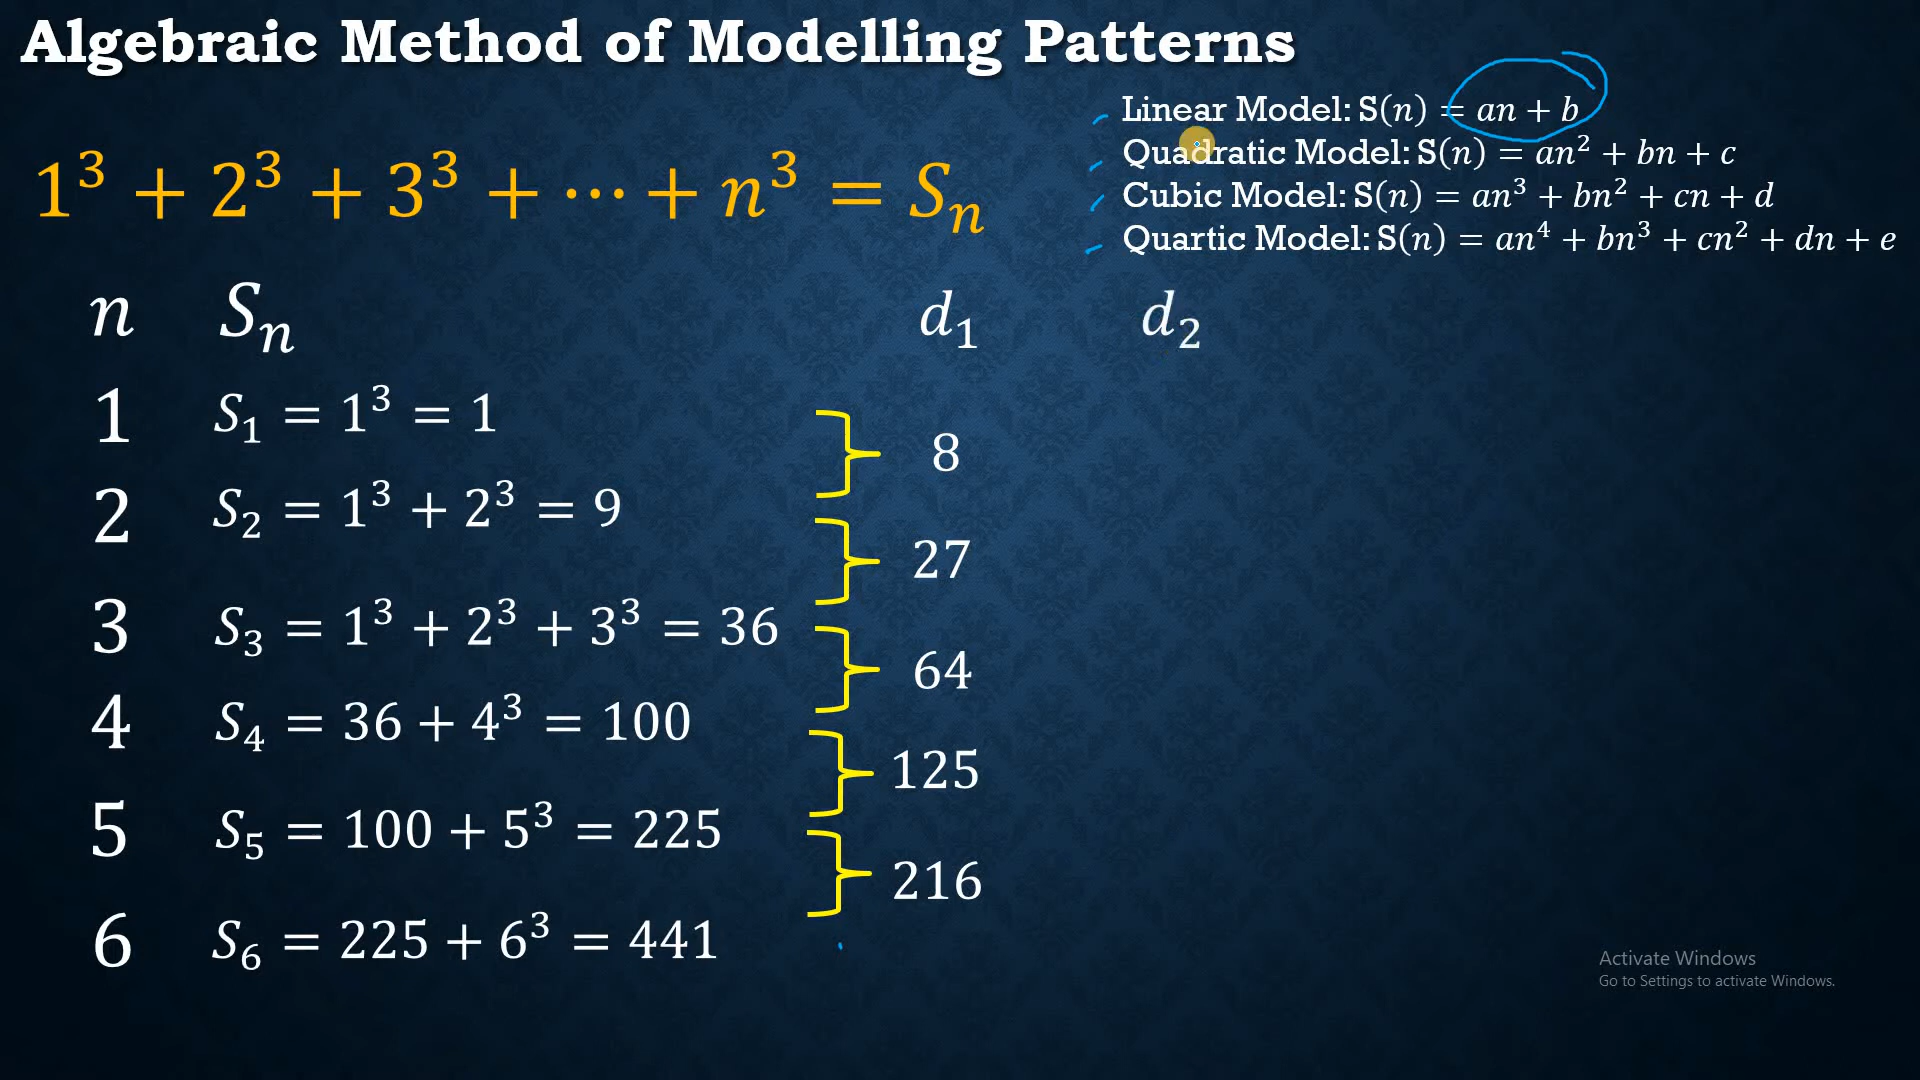 Algebraic Method of Modelling Patterns
Linear Model: S(n) = an + b
Quadratic Model: S(n) = an² + bn + c
Cubic Model: S(n) = an³ + bn² + cn + d
Quartic Model: S(n) = an⁴ + bn³ + cn² + dn + e
1³ + 2³ + 3³ + ⋯ + n³ = Sₙ
n Sₙ d₁ d₂
1 S₁ = 1³ = 1
8
2 S₂ = 1³ + 2³ = 9
27
3 S₃ = 1³ + 2³ + 3³ = 36
64
4 S₄ = 36 + 4³ = 100
125
5 S₅ = 100 + 5³ = 225
216
6 S₆ = 225 + 6³ = 441
Activate Windows
Go to Settings to activate Windows.